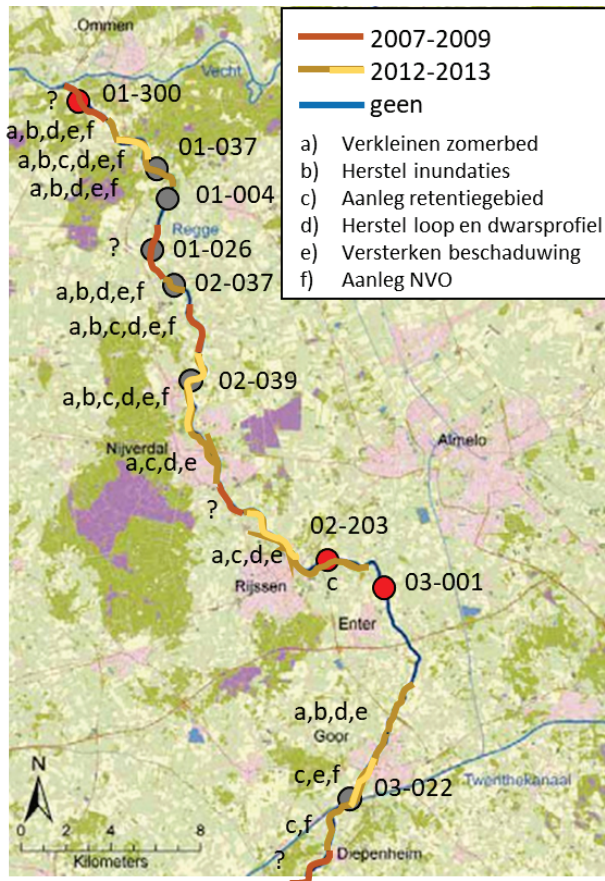 Ommen
Vecht
2007-2009
2012-2013
geen
a) Verkleinen zomerbed
b) Herstel inundaties
c) Aanleg retentiegebied
d) Herstel loop en dwarsprofiel
e) Versterken beschaduwing
f) Aanleg NVO
? 01-300
a,b,d,e,f
a,b,c,d,e,f
01-037
a,b,d,e,f
01-004
Regge
? 01-026
a,b,d,e,f 02-037
a,b,c,d,e,f
02-039
a,b,c,d,e,f
Nijverdal
Almelo
a,c,d,e
?
02-203
a,c,d,e
c
Rijssen
03-001
Enter
a,b,d,e
Goor
Twenthekanaal
c,e,f
03-022
c,f
N
0 2 4 8
Kilometers
?
Diepenheim